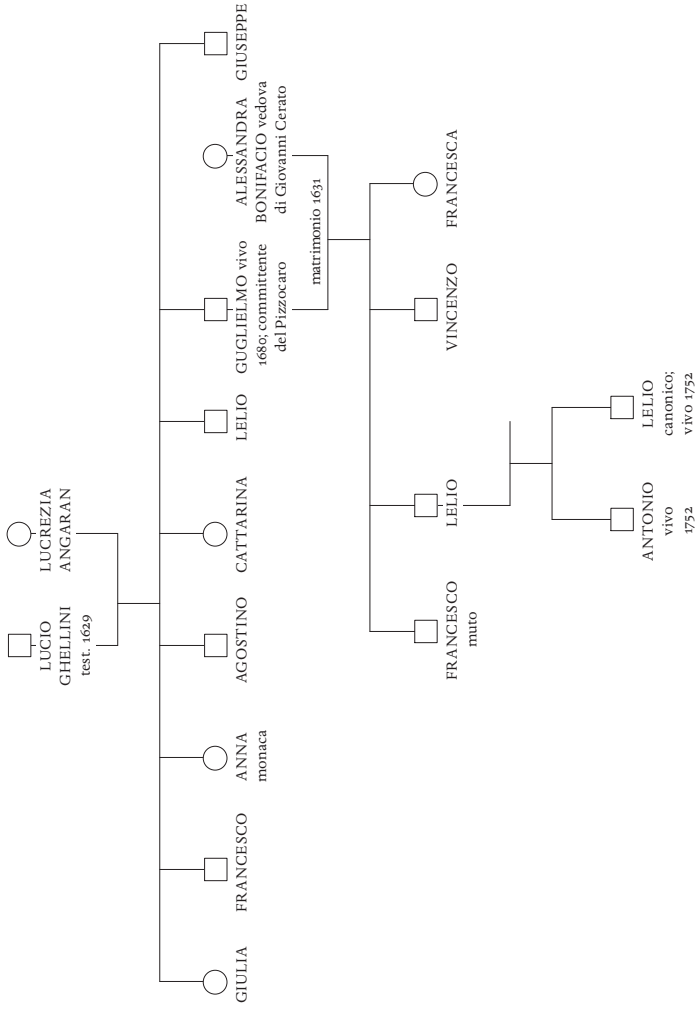 LUCIO
GHELLINI
test. 1629
LUCREZIA
ANGARAN
GIULIA
FRANCESCO
ANNA
monaca
AGOSTINO
CATTARINA
LELIO
GUGLIELMO vivo
1680; committente
del Pizzocaro
ALESSANDRA
BONIFACIO vedova
di Giovanni Cerato
GIUSEPPE
matrimonio 1631
FRANCESCO
muto
LELIO
VINCENZO
FRANCESCA
ANTONIO
vivo
1752
LELIO
canonico;
vivo 1752